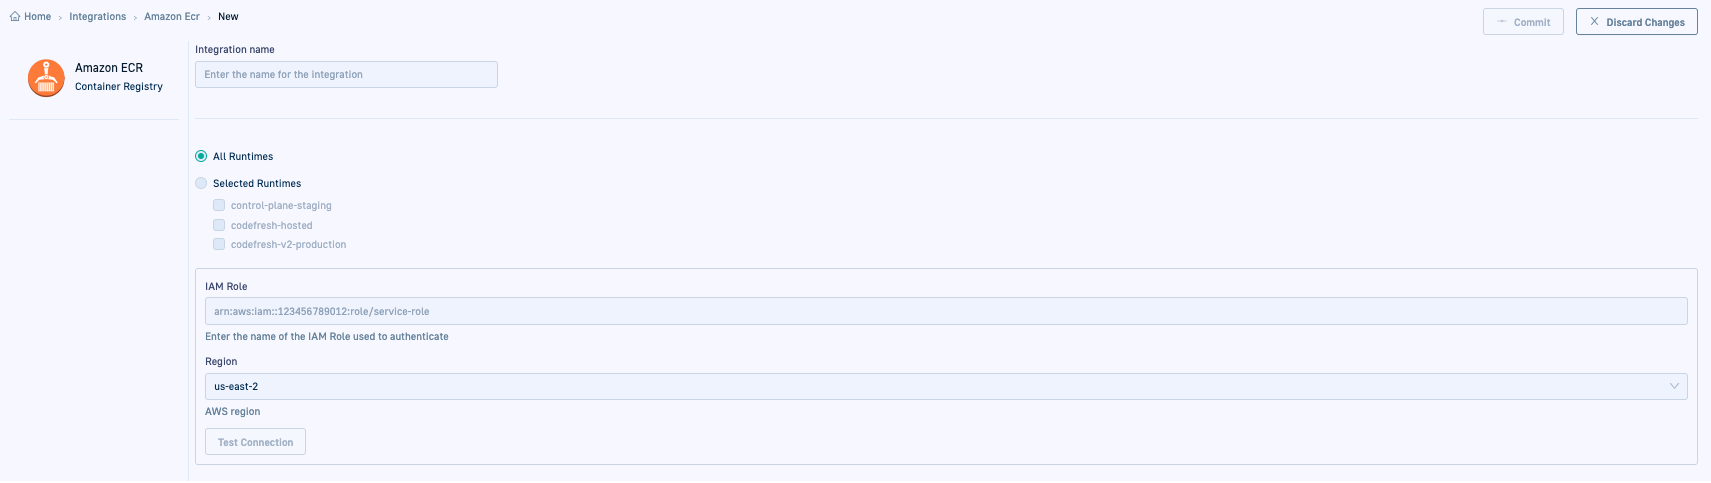 Home > Integrations > Amazon Ecr > New
Commit
Discard Changes
Amazon ECR
Container Registry
Integration name
Enter the name for the integration
All Runtimes
Selected Runtimes
control-plane-staging
codefresh-hosted
codefresh-v2-production
IAM Role
arn:aws:iam::123456789012:role/service-role
Enter the name of the IAM Role used to authenticate
Region
us-east-2
AWS region
Test Connection